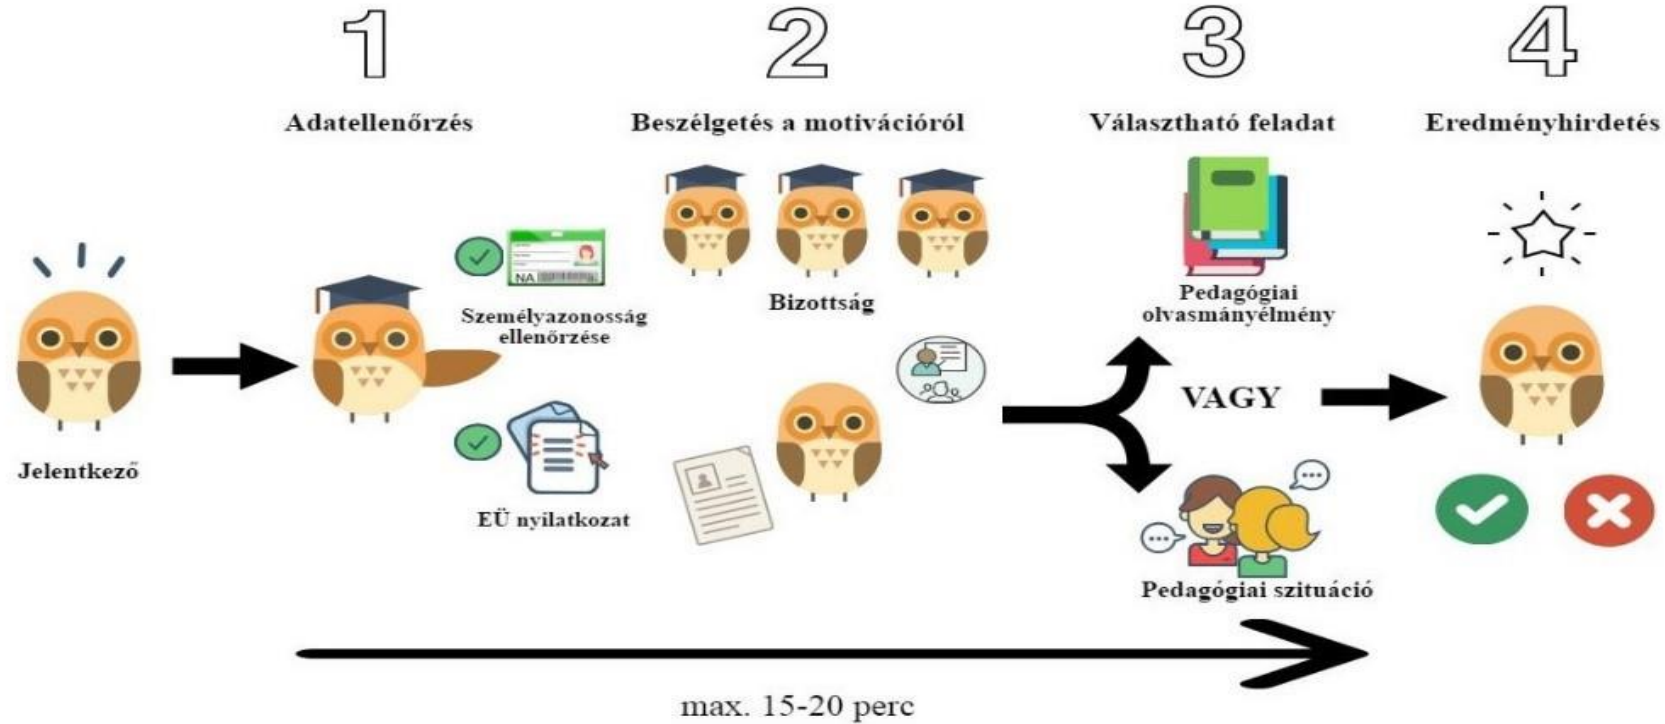 1
Adatellenőrzés
Jelentkező
Személyazonosság
ellenőrzése
NA
EÜ nyilatkozat
2
Beszélgetés a motivációról
Bizottság
3
Választható feladat
Pedagógiai
olvasmányélmény
VAGY
Pedagógiai szituáció
4
Eredményhirdetés
max. 15-20 perc